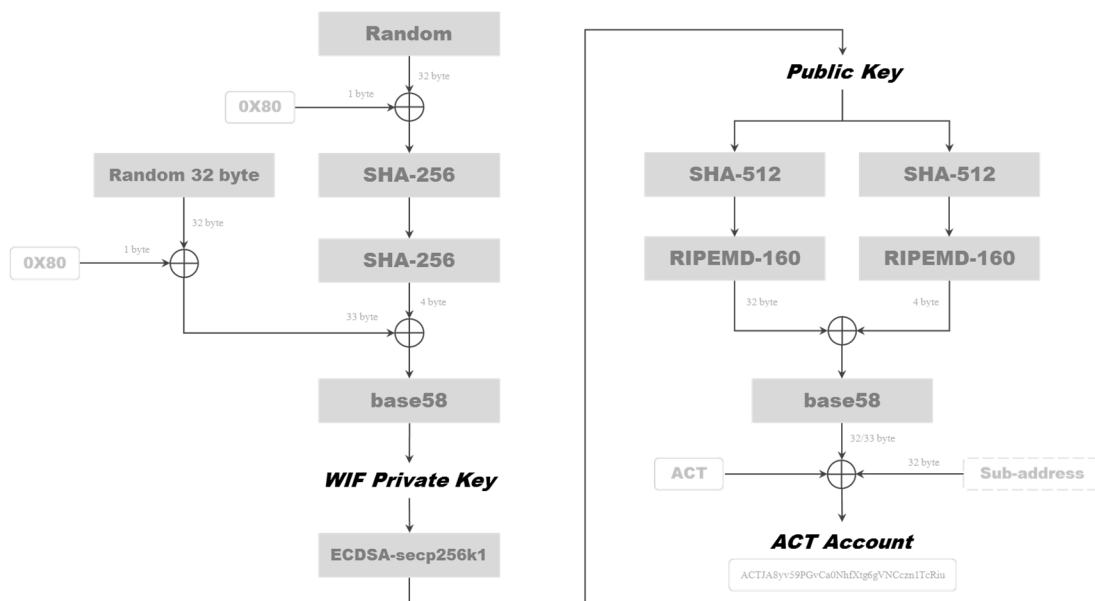 Random
32 byte
0X80
1 byte
SHA-256
Random 32 byte
32 byte
SHA-256
0X80
1 byte
4 byte
33 byte
base58
WIF Private Key
ECDSA-secp256k1
Public Key
SHA-512
SHA-512
RIPEMD-160
RIPEMD-160
32 byte
4 byte
base58
32/33 byte
ACT
32 byte
Sub-address
ACT Account
ACTJA8yv59PGvCa0NhfXtg6gVNCczn1TcRiu